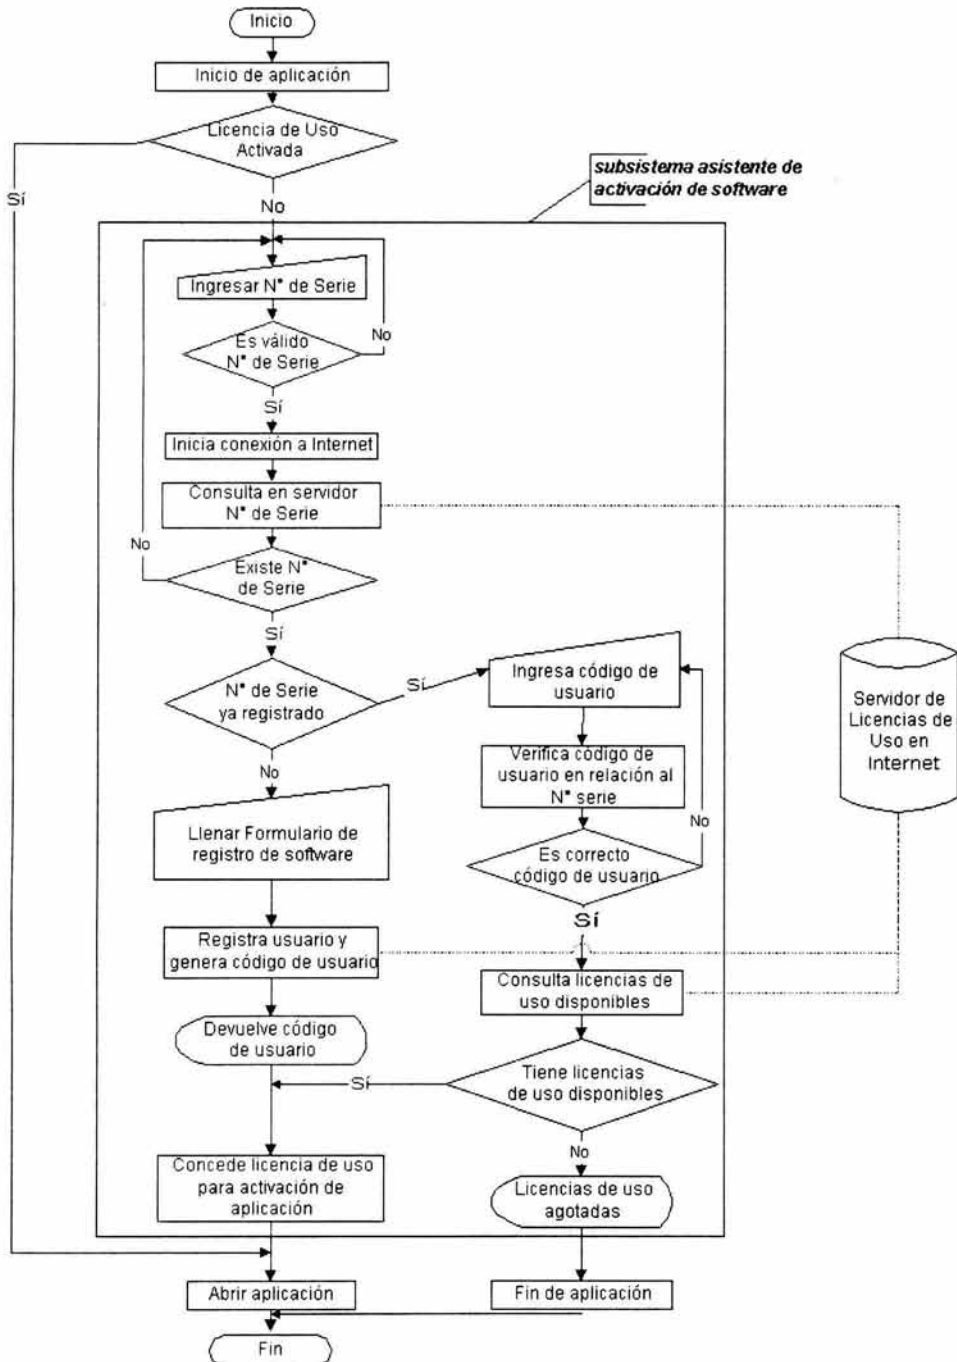 Inicio
Inicio de aplicación
Licencia de Uso
Activada
Sí
No
subsistema asistente de
activación de software
Ingresar N° de Serie
Es válido
N° de Serie
No
Sí
Inicia conexión a Internet
Consulta en servidor
N° de Serie
No
Existe N°
de Serie
Sí
N° de Serie
ya registrado
Sí
Ingresa código de
usuario
Servidor de
Licencias de
Uso en
Internet
Verifica código de
usuario en relación al
N° serie
No
No
Llenar Formulario de
registro de software
Es correcto
código de usuario
Sí
Registra usuario y
genera código de usuario
Consulta licencias de
uso disponibles
Devuelve código
de usuario
Tiene licencias
de uso disponibles
Sí
No
Concede licencia de uso
para activación de
aplicación
Licencias de uso
agotadas
Abrir aplicación
Fin de aplicación
Fin